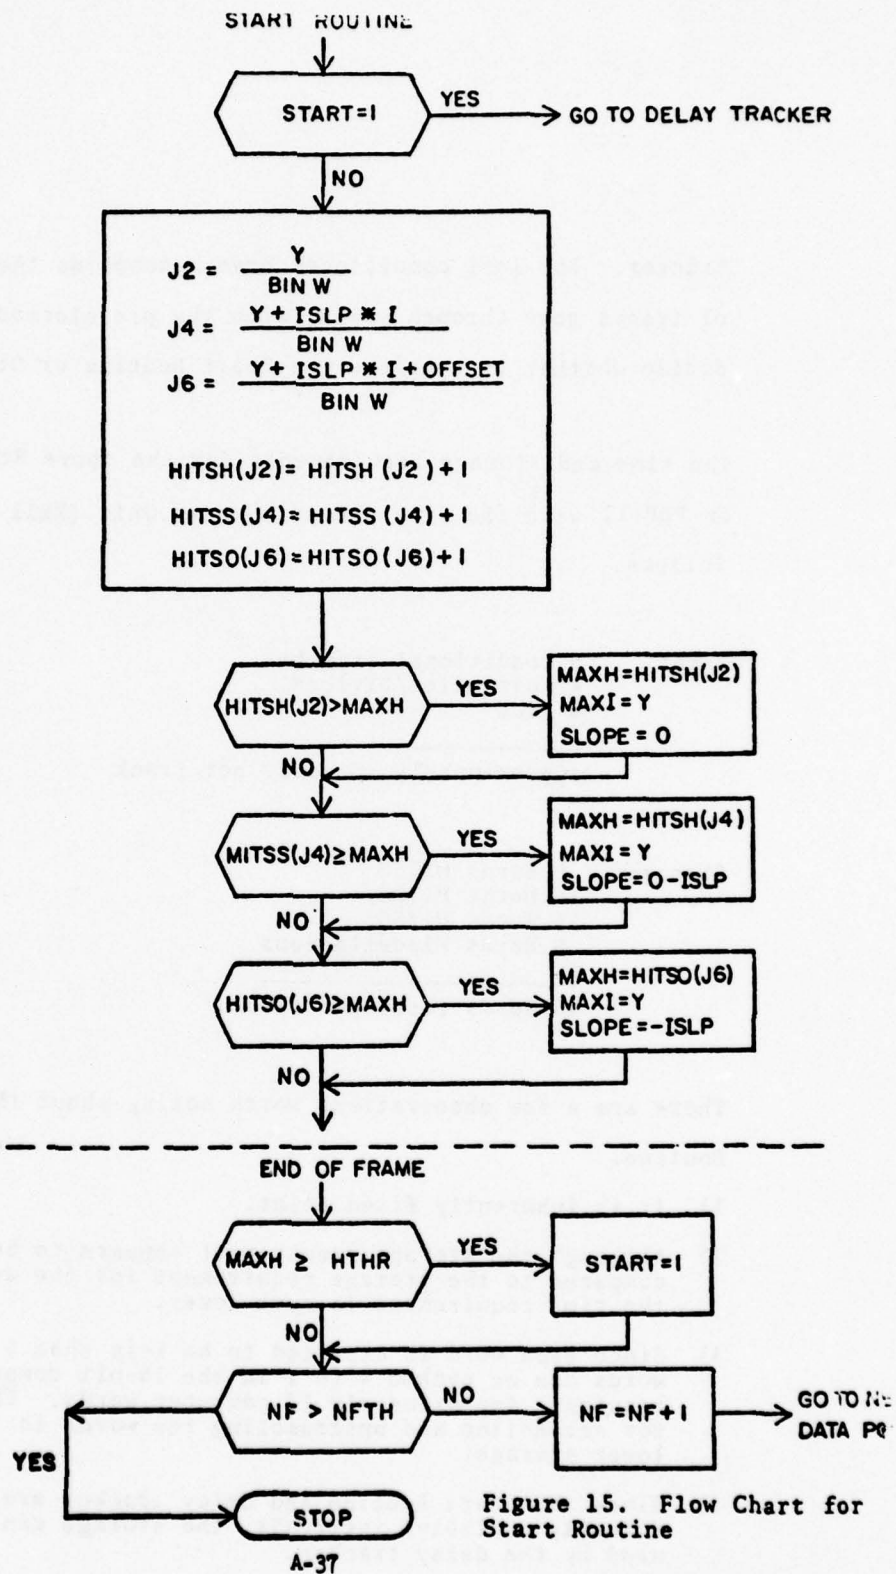 START ROUTINE
START=1
YES
GO TO DELAY TRACKER
NO
J2 = Y / BIN W
J4 = Y + ISLP * I / BIN W
J6 = Y + ISLP * I + OFFSET / BIN W
HITSH(J2) = HITSH (J2) + 1
HITSS(J4) = HITSS (J4) + 1
HITSO(J6) = HITSO (J6) + 1
HITSH(J2)>MAXH
YES
MAXH=HITSH(J2)
MAXI = Y
SLOPE = 0
NO
MITSS(J4)≥MAXH
YES
MAXH=HITSH(J4)
MAXI = Y
SLOPE=0-ISLP
NO
HITSO(J6)≥MAXH
YES
MAXH=HITSO(J6)
MAXI=Y
SLOPE=-ISLP
NO
END OF FRAME
MAXH ≥ HTHR
YES
START=1
NO
NF > NFTH
NO
NF=NF+1
GO TO
DATA
YES
STOP
Figure 15. Flow Chart for
Start Routine
A-37